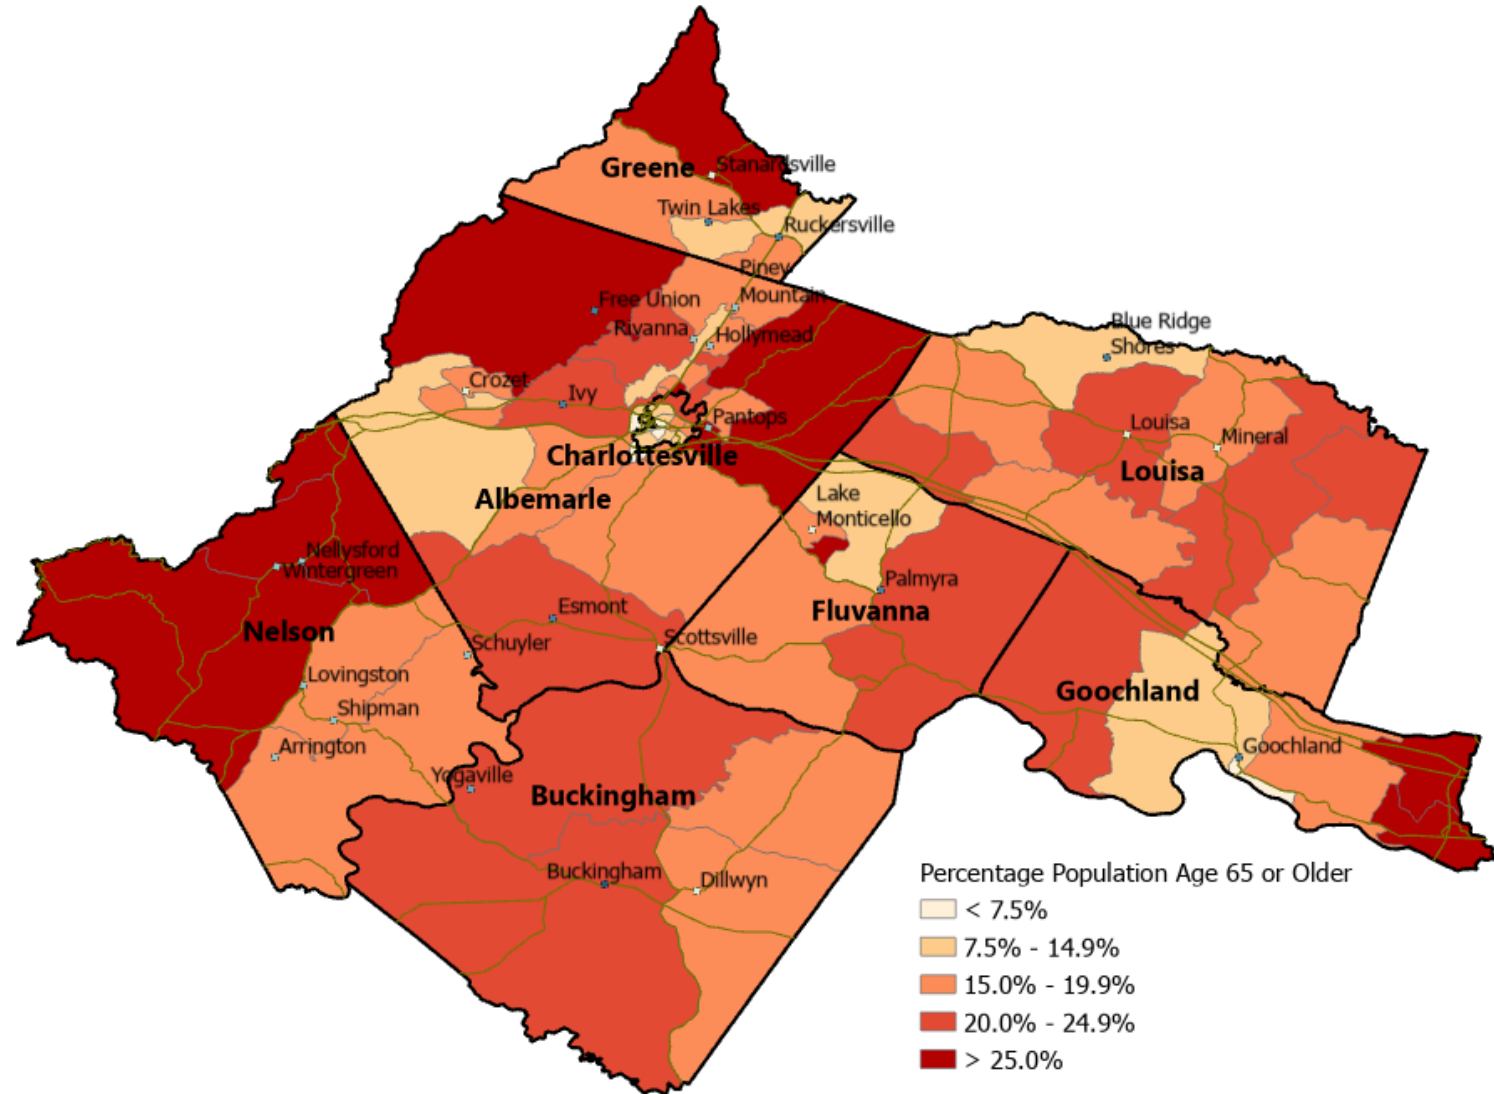 Greene
Stanardsville
Twin Lakes
Ruckersville
Piney
Mountain
Free Union
Rivanna
Hollymead
Blue Ridge
Shores
Crozet
Ivy
Pantops
Louisa
Mineral
Charlottesville
Louisa
Albemarle
Lake
Monticello
Nellysford
Wintergreen
Palmyra
Esmont
Fluvanna
Nelson
Schuyler
Scottsville
Lovingston
Goochland
Shipman
Arrington
Goochland
Yogaville
Buckingham
Buckingham
Dillwyn
Percentage Population Age 65 or Older
< 7.5%
7.5% - 14.9%
15.0% - 19.9%
20.0% - 24.9%
> 25.0%